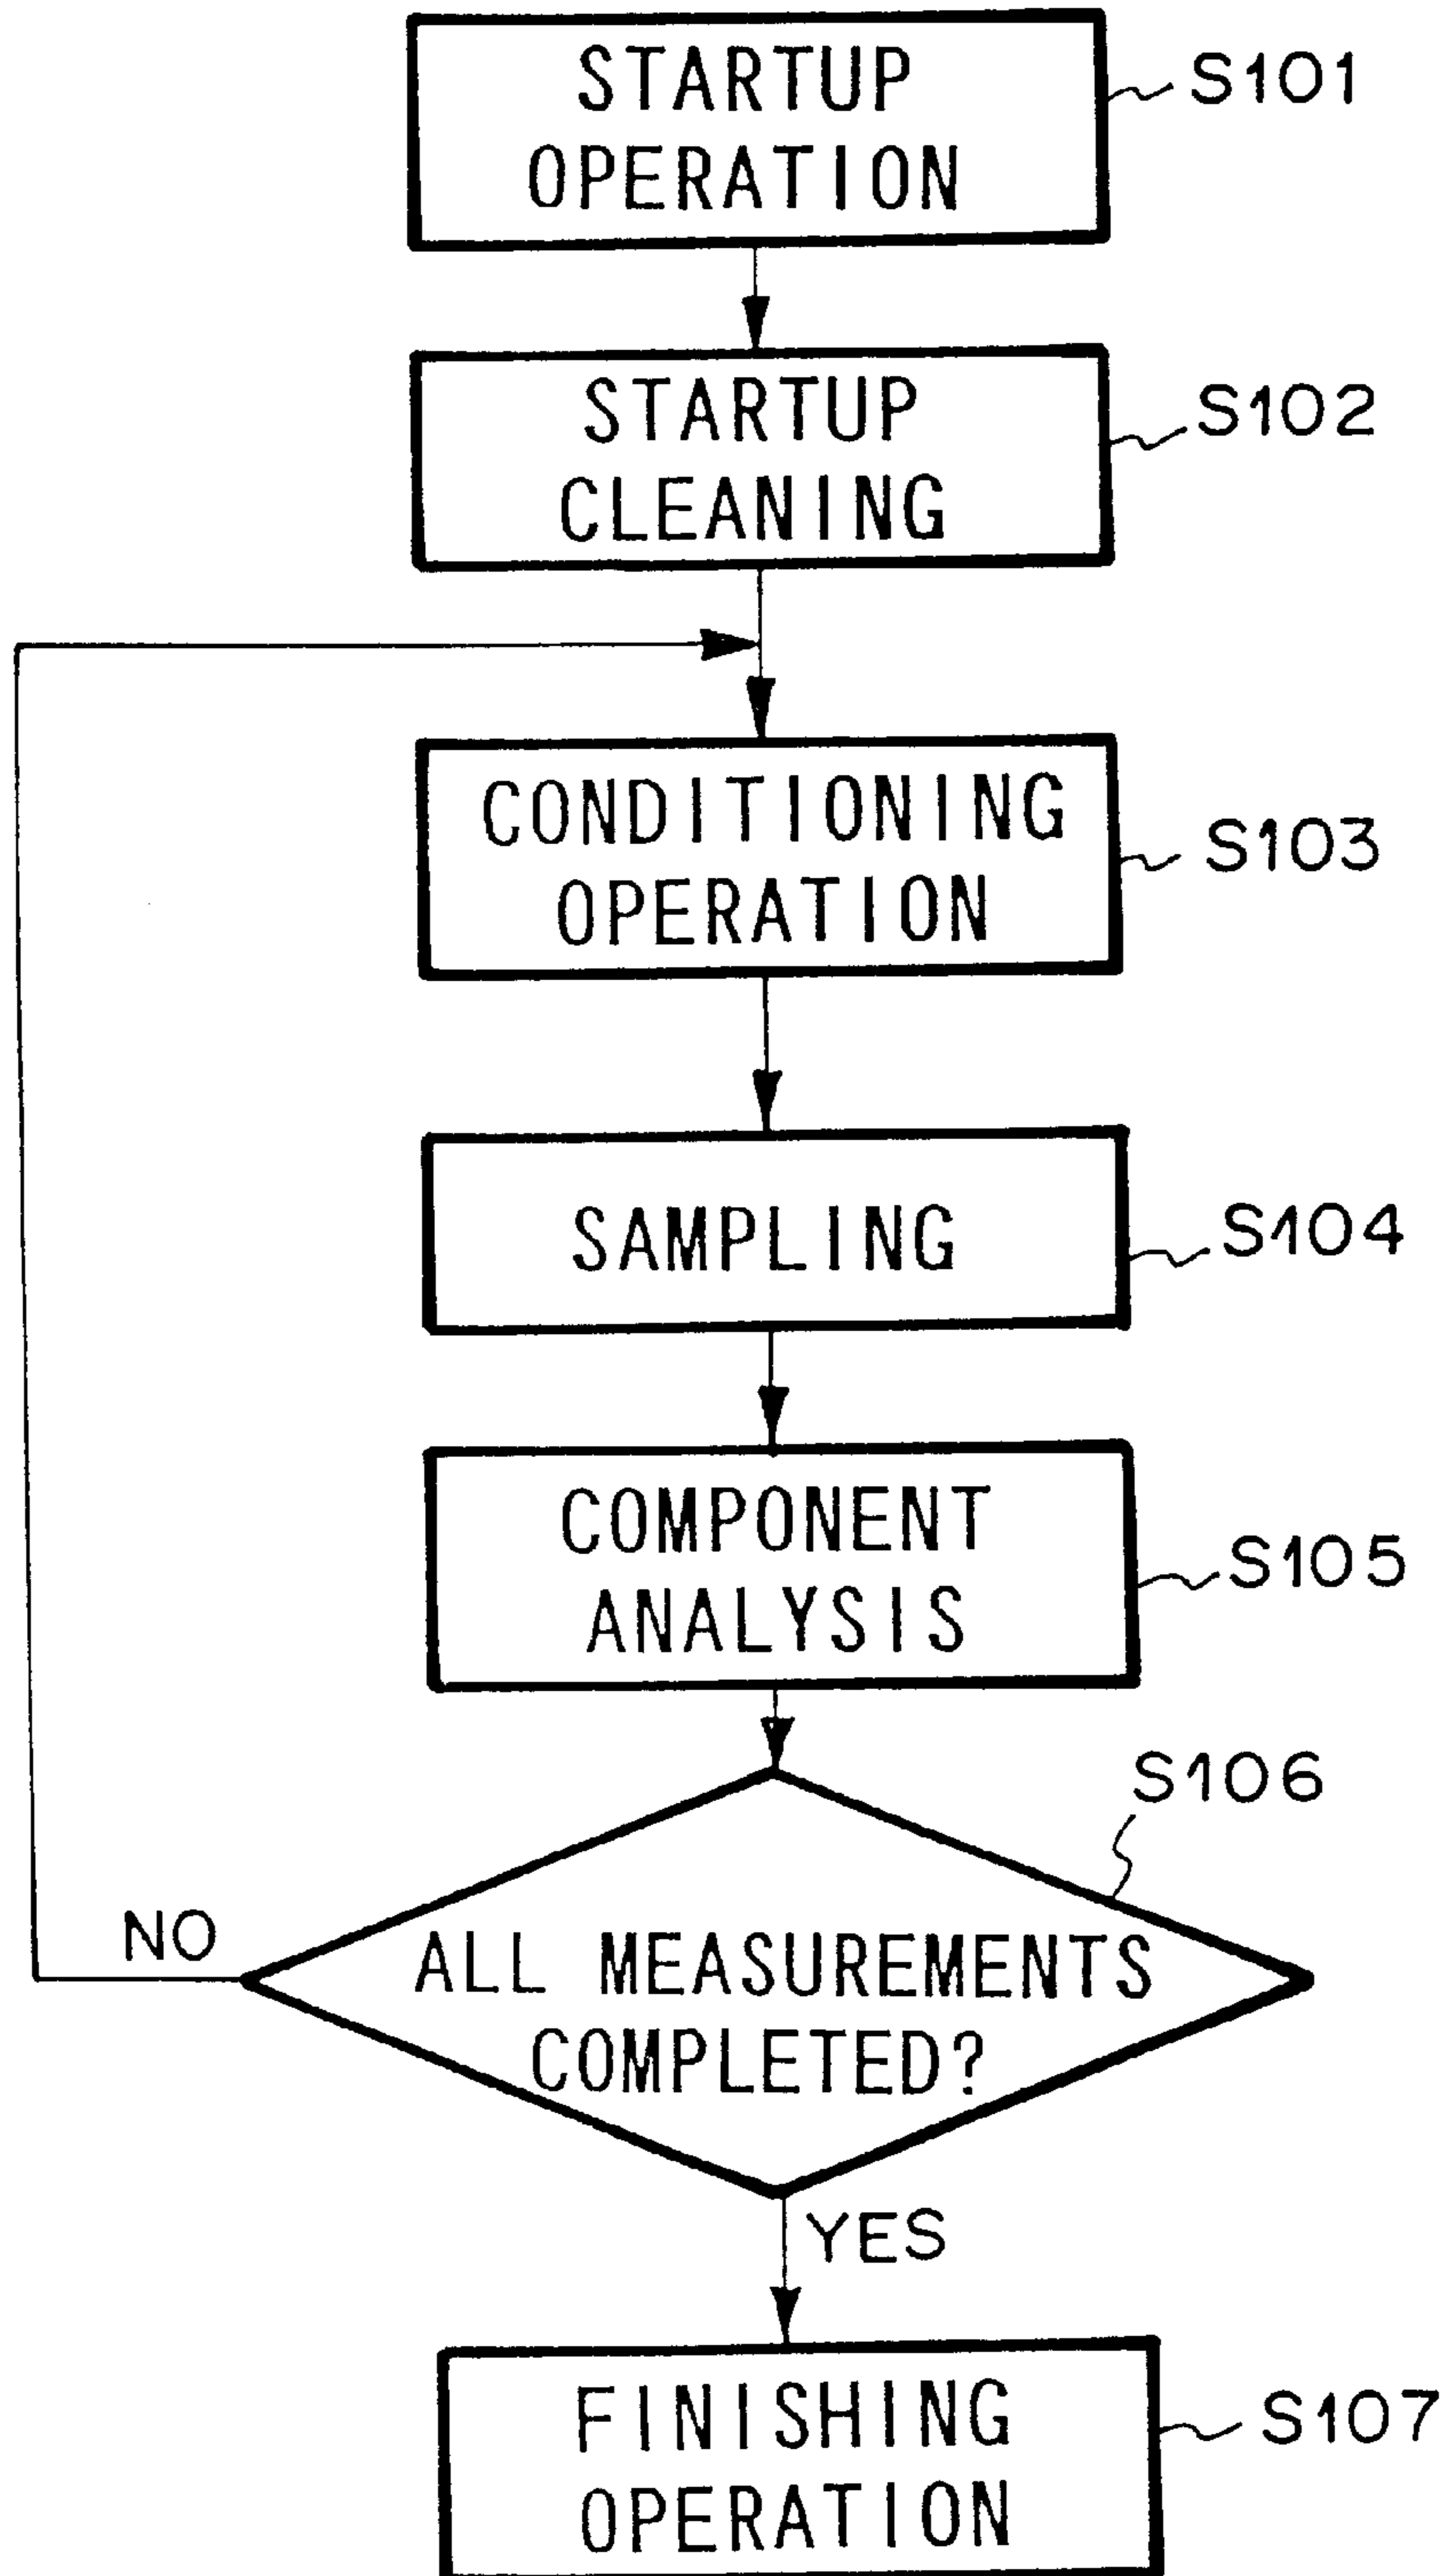 STARTUP
OPERATION
S101
STARTUP
CLEANING
S102
CONDITIONING
OPERATION
S103
SAMPLING
S104
COMPONENT
ANALYSIS
S105
S106
NO
ALL MEASUREMENTS
COMPLETED?
YES
FINISHING
OPERATION
S107